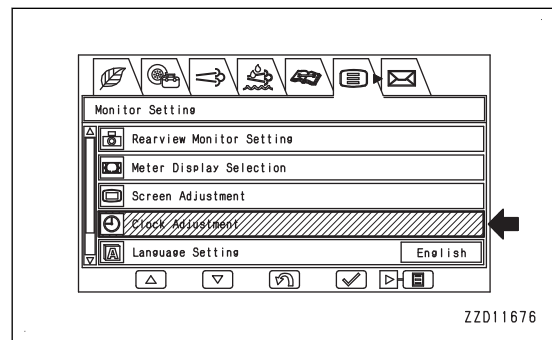 Monitor Setting
Rearview Monitor Setting
Meter Display Selection
Screen Adjustment
Clock Adjustment
A Language Setting English
ZZD11676